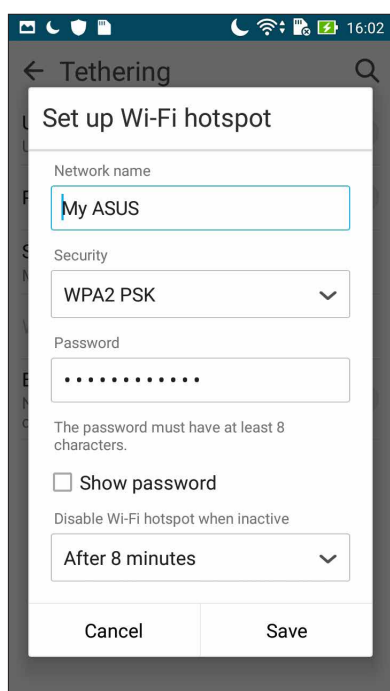 16:02
Tethering
Set up Wi-Fi hotspot
Network name
My ASUS
Security
WPA2 PSK
Password
••••••••••••
The password must have at least 8
characters.
Show password
Disable Wi-Fi hotspot when inactive
After 8 minutes
Cancel
Save